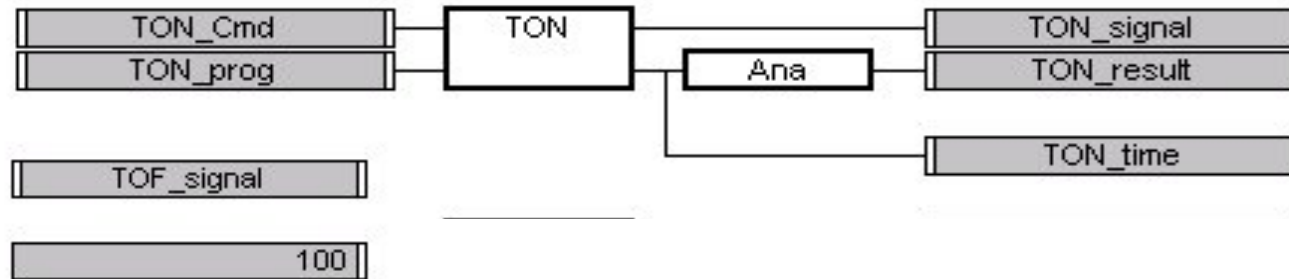 TON_Cmd TON TON_signal
TON_prog Ana TON_result
TON_time
TOF_signal
100